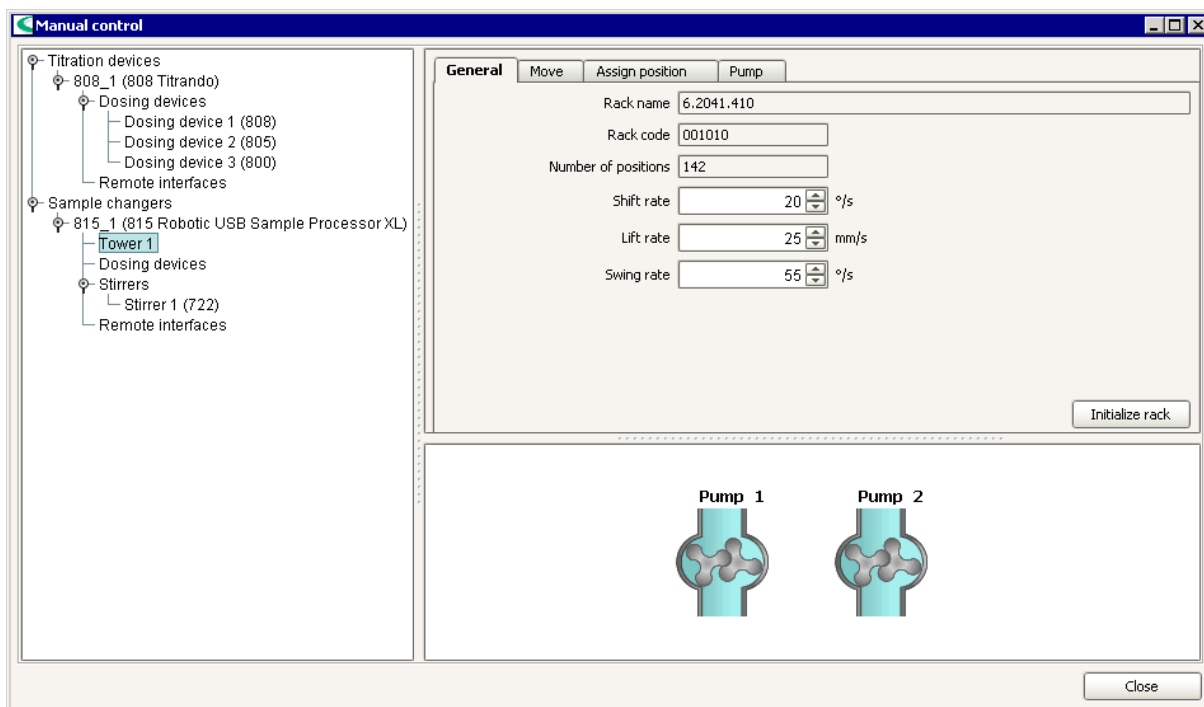 Manual control
Titration devices
808_1 (808 Titrando)
Dosing devices
Dosing device 1 (808)
Dosing device 2 (805)
Dosing device 3 (800)
Remote interfaces
Sample changers
815_1 (815 Robotic USB Sample Processor XL)
Tower 1
Dosing devices
Stirrers
Stirrer 1 (722)
Remote interfaces
General Move Assign position Pump
Rack name 6.2041.410
Rack code 001010
Number of positions 142
Shift rate 20 °/s
Lift rate 25 mm/s
Swing rate 55 °/s
Initialize rack
Pump 1 Pump 2
Close